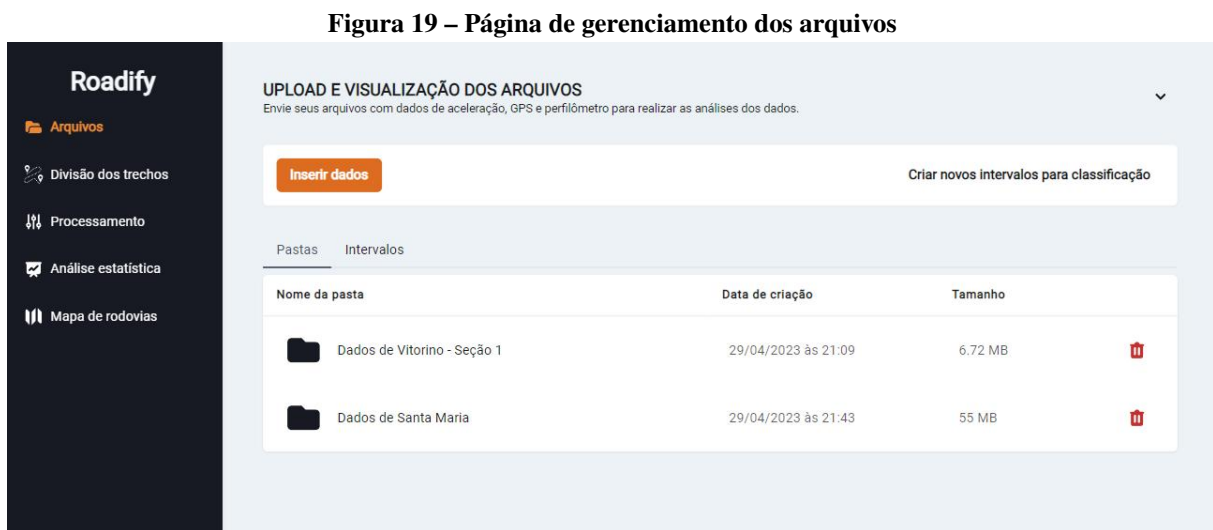 Figura 19 – Página de gerenciamento dos arquivos
Roadify
Arquivos
Divisão dos trechos
Processamento
Análise estatística
Mapa de rodovias
UPLOAD E VISUALIZAÇÃO DOS ARQUIVOS
Envie seus arquivos com dados de aceleração, GPS e perfilômetro para realizar as análises dos dados.
Inserir dados
Criar novos intervalos para classificação
Pastas Intervalos
Nome da pasta Data de criação Tamanho
Dados de Vitorino - Seção 1 29/04/2023 às 21:09 6.72 MB
Dados de Santa Maria 29/04/2023 às 21:43 55 MB